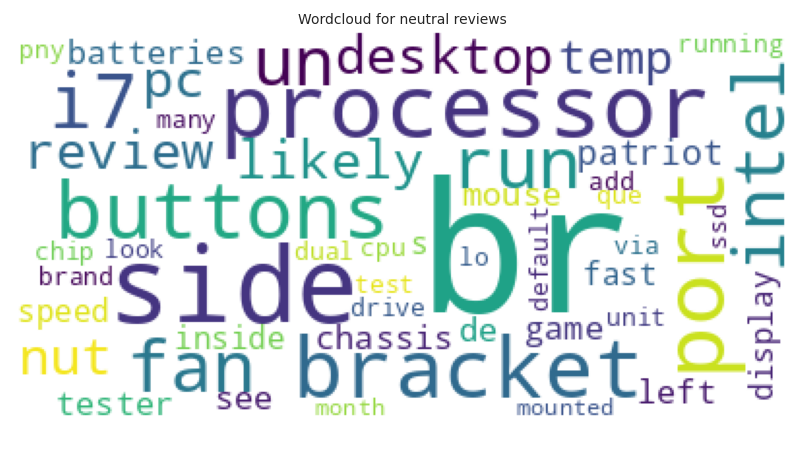 Wordcloud for neutral reviews
pny batteries un desktop temp running
i7 pc processor intel
many
review likely run patriot
add
buttons mouse que port ssd
br
chip look dual cpu s lo default via
brand side test fast display
speed drive unit
inside chassis de game
nut fan bracket left
tester see month mounted